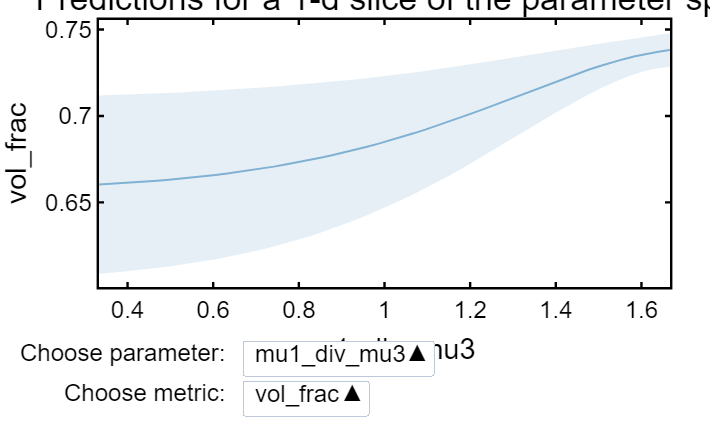 Predictions for a 1-d slice of the parameter sp
0.75
0.7
0.65
vol_frac
0.4 0.6 0.8 1 1.2 1.4 1.6
mu3
Choose parameter: mu1_div_mu3▲
Choose metric: vol_frac▲